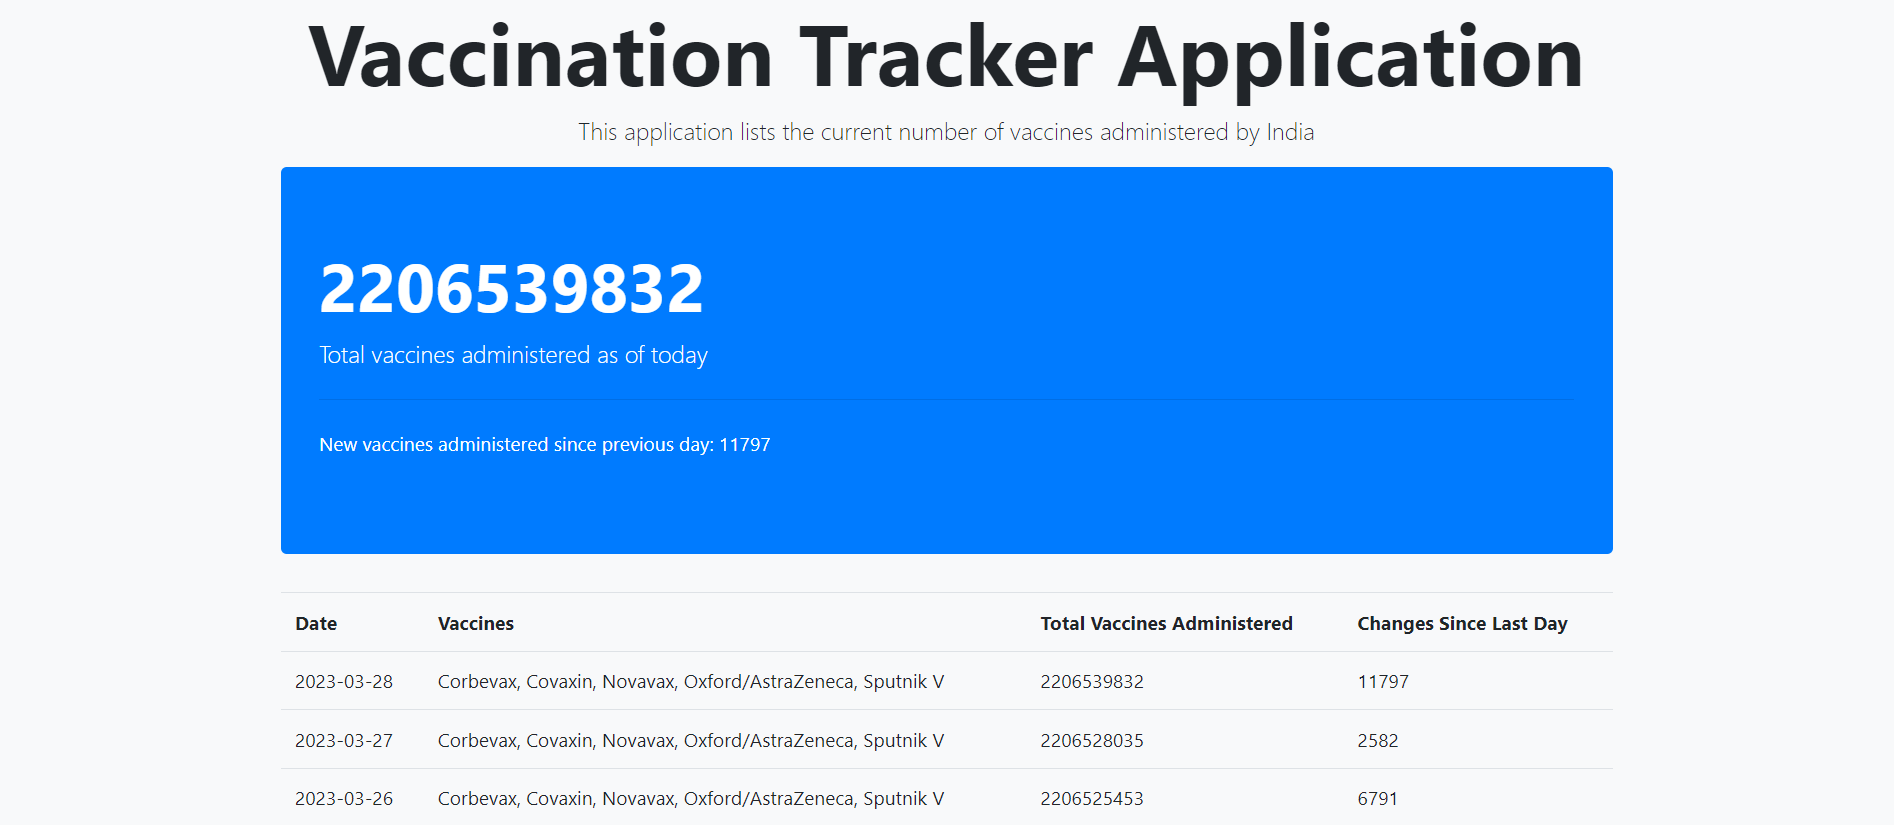 Vaccination Tracker Application
This application lists the current number of vaccines administered by India
2206539832
Total vaccines administered as of today
New vaccines administered since previous day: 11797
Date Vaccines Total Vaccines Administered Changes Since Last Day
2023-03-28 Corbevax, Covaxin, Novavax, Oxford/AstraZeneca, Sputnik V 2206539832 11797
2023-03-27 Corbevax, Covaxin, Novavax, Oxford/AstraZeneca, Sputnik V 2206528035 2582
2023-03-26 Corbevax, Covaxin, Novavax, Oxford/AstraZeneca, Sputnik V 2206525453 6791